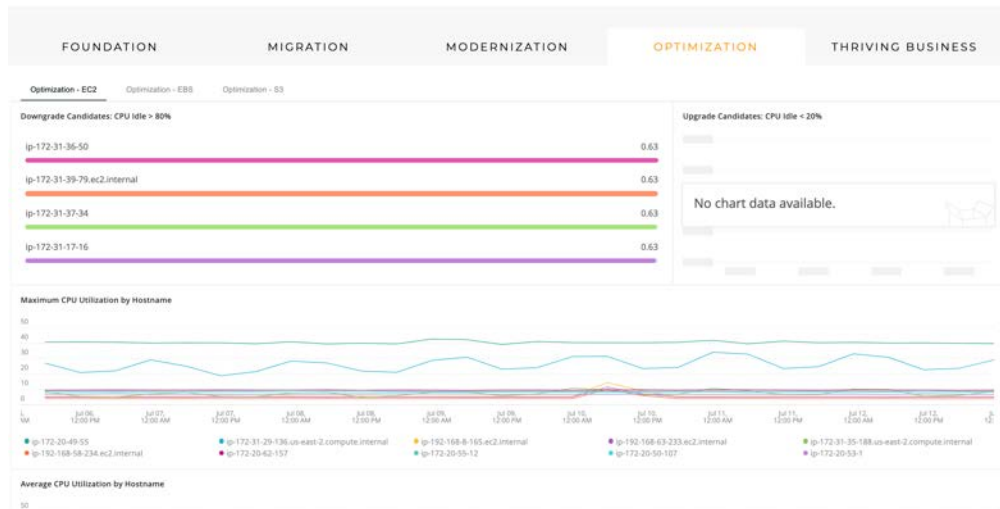 FOUNDATION MIGRATION MODERNIZATION OPTIMIZATION THRIVING BUSINESS
Optimization - EC2 Optimization - EBS Optimization - S3
Downgrade Candidates: CPU Idle > 80%
ip-172-31-36-50 0.63
ip-172-31-39-79.ec2.internal 0.63
ip-172-31-37-34 0.63
ip-172-31-17-16 0.63
Upgrade Candidates: CPU Idle < 20%
No chart data available.
Maximum CPU Utilization by Hostname
50
40
30
20
10
0
Jul 06, 12:00 PM
Jul 07, 12:00 AM
Jul 07, 12:00 PM
Jul 08, 12:00 AM
Jul 08, 12:00 PM
Jul 09, 12:00 AM
Jul 09, 12:00 PM
Jul 10, 12:00 AM
Jul 10, 12:00 PM
Jul 11, 12:00 AM
Jul 11, 12:00 PM
Jul 12, 12:00 AM
Jul 12, 12:00 PM
ip-172-20-49-55 ip-172-31-29-136.us-east-2.compute.internal ip-192-168-8-165.ec2.internal ip-192-168-63-233.ec2.internal ip-172-31-35-188.us-east-2.compute.internal
ip-192-168-58-234.ec2.internal ip-172-20-62-157 ip-172-20-55-12 ip-172-20-50-107 ip-172-20-53-1
Average CPU Utilization by Hostname
50